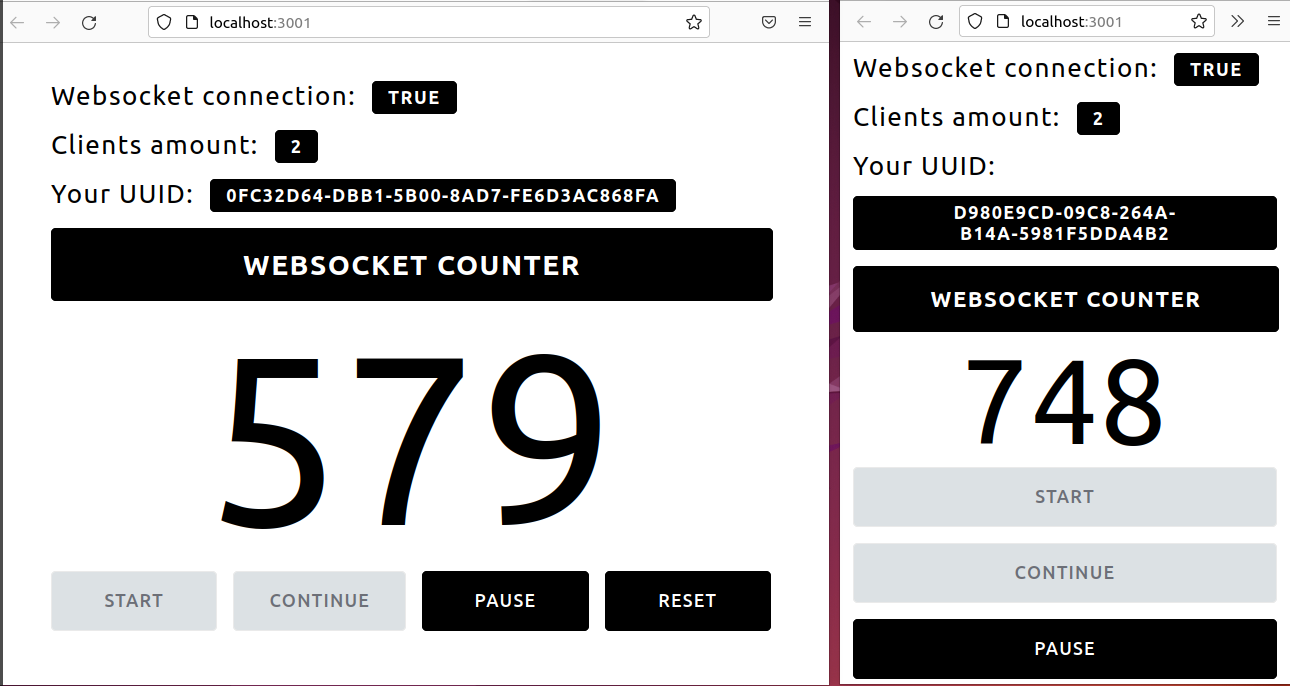 localhost:3001
Websocket connection: TRUE
Clients amount: 2
Your UUID: 0FC32D64-DBB1-5B00-8AD7-FE6D3AC868FA
WEBSOCKET COUNTER
579
START CONTINUE PAUSE RESET
localhost:3001
Websocket connection: TRUE
Clients amount: 2
Your UUID:
D980E9CD-09C8-264A-
B14A-5981F5DDA4B2
WEBSOCKET COUNTER
748
START
CONTINUE
PAUSE